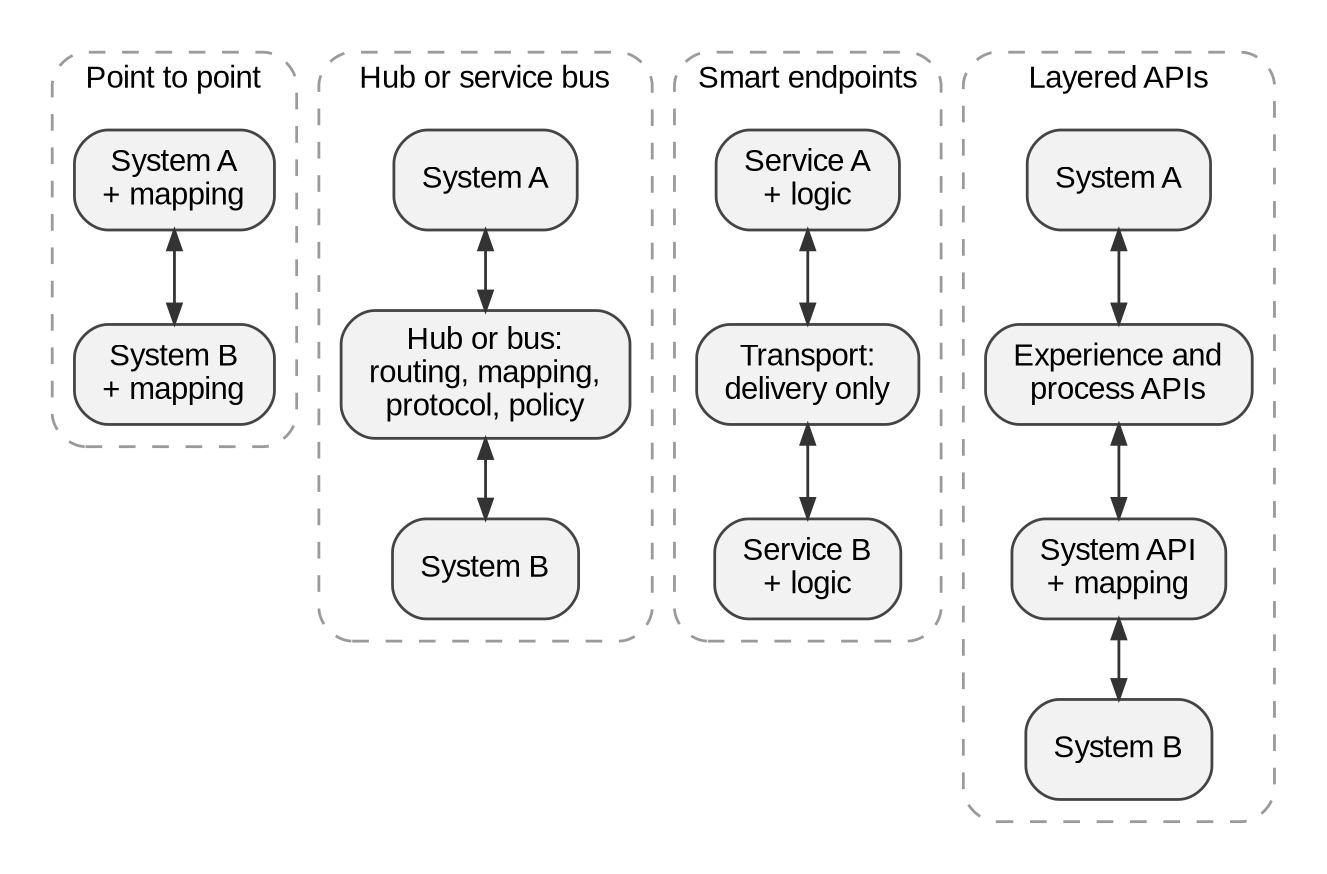 Point to point
System A
+ mapping
System B
+ mapping
Hub or service bus
System A
Hub or bus:
routing, mapping,
protocol, policy
System B
Smart endpoints
Service A
+ logic
Transport:
delivery only
Service B
+ logic
Layered APIs
System A
Experience and
process APIs
System API
+ mapping
System B